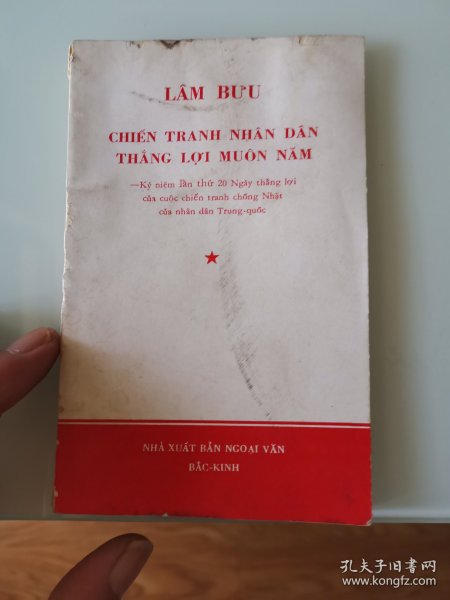 LÂM BƯU
CHIẾN TRANH NHÂN DÂN
THẮNG LỢI MUÔN NĂM
—Kỷ niệm lần thứ 20 Ngày thắng lợi
của cuộc chiến tranh chống Nhật
của nhân dân Trung-quốc
NHÀ XUẤT BẢN NGOẠI VĂN
BẮC-KINH
孔夫子旧书网
www.kongfz.com